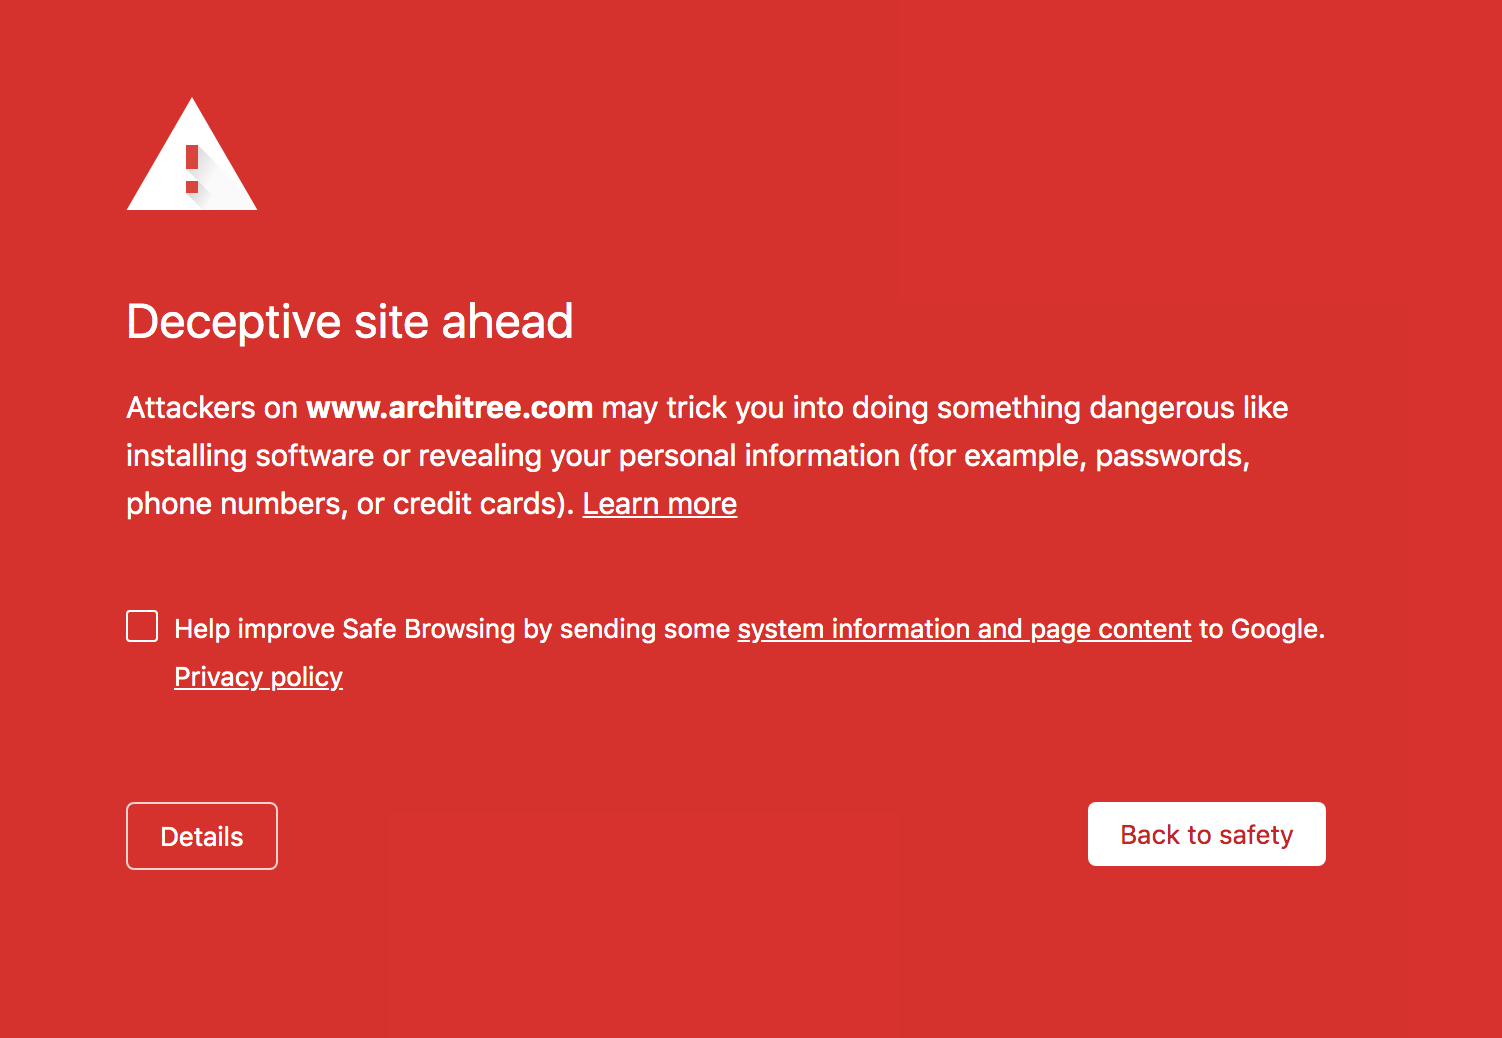 Deceptive site ahead
Attackers on www.architree.com may trick you into doing something dangerous like
installing software or revealing your personal information (for example, passwords,
phone numbers, or credit cards). Learn more
Help improve Safe Browsing by sending some system information and page content to Google.
Privacy policy
Details
Back to safety